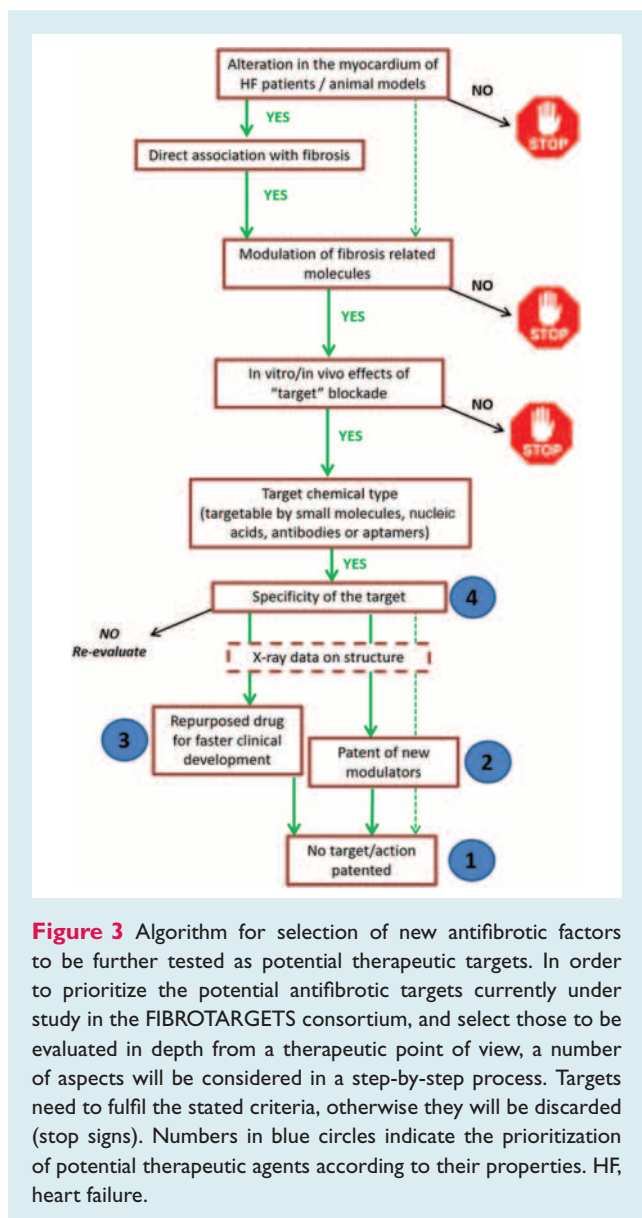 Alteration in the myocardium of
HF patients / animal models
NO
STOP
YES
Direct association with fibrosis
YES
Modulation of fibrosis related
molecules
NO
STOP
YES
In vitro/in vivo effects of
"target" blockade
NO
STOP
YES
Target chemical type
(targetable by small molecules, nucleic
acids, antibodies or aptamers)
YES
Specificity of the target
4
NO
Re-evaluate
X-ray data on structure
3
Repurposed drug
for faster clinical
development
Patent of new
modulators
2
No target/action
patented
1
Figure 3 Algorithm for selection of new antifibrotic factors
to be further tested as potential therapeutic targets. In order
to prioritize the potential antifibrotic targets currently under
study in the FIBROTARGETS consortium, and select those to be
evaluated in depth from a therapeutic point of view, a number
of aspects will be considered in a step-by-step process. Targets
need to fulfil the stated criteria, otherwise they will be discarded
(stop signs). Numbers in blue circles indicate the prioritization
of potential therapeutic agents according to their properties. HF,
heart failure.